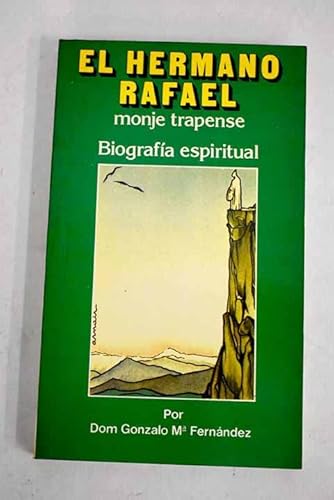 EL HERMANO
RAFAEL
monje trapense
Biografía espiritual
Por
Dom Gonzalo Mª Fernández